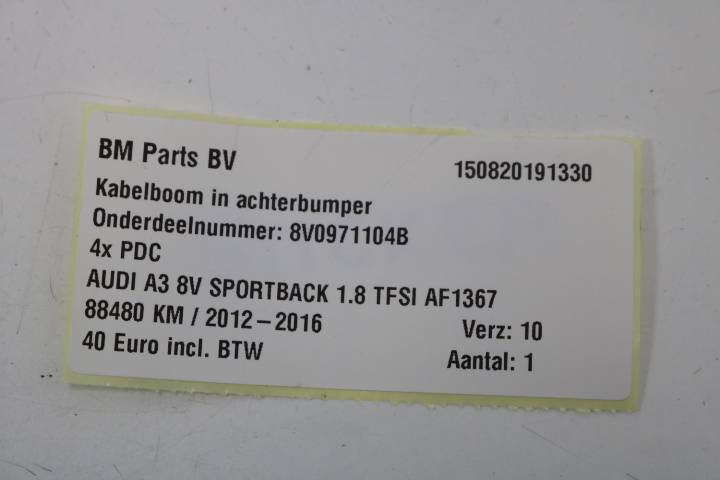 BM Parts BV 150820191330
Kabelboom in achterbumper
Onderdeelnummer: 8V0971104B
4x PDC
AUDI A3 8V SPORTBACK 1.8 TFSI AF1367
88480 KM / 2012-2016 Verz: 10
40 Euro incl. BTW Aantal: 1